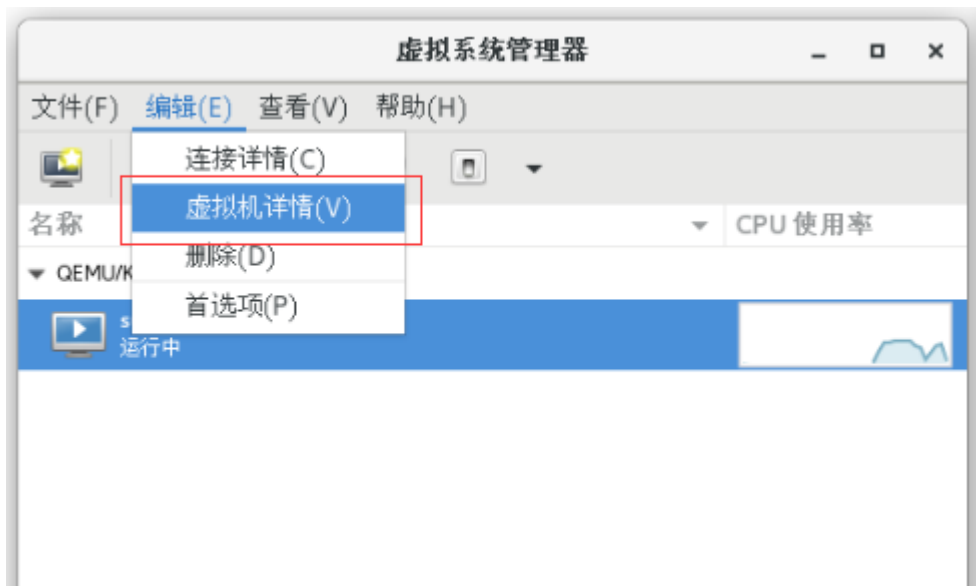 虚拟系统管理器
文件(F) 编辑(E) 查看(V) 帮助(H)
连接详情(C)
虚拟机详情(V)
名称 CPU 使用率
删除(D)
QEMU/K
首选项(P)
运行中